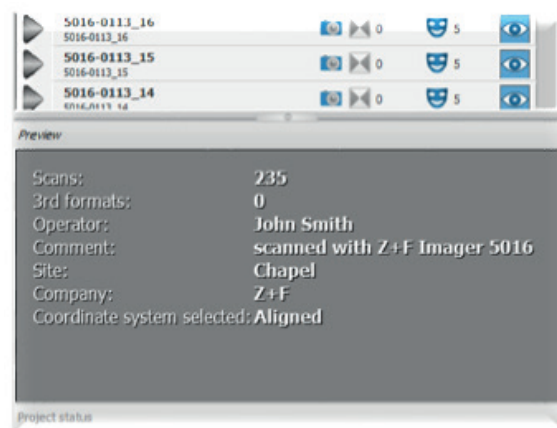 5016-0113_16
5016-0113_16 0 5
5016-0113_15
5016-0113_15 0 5
5016-0113_14
5016-0113_14 0 5
Preview
Scans: 235
3rd formats: 0
Operator: John Smith
Comment: scanned with Z+F Imager 5016
Site: Chapel
Company: Z+F
Coordinate system selected: Aligned
Project status